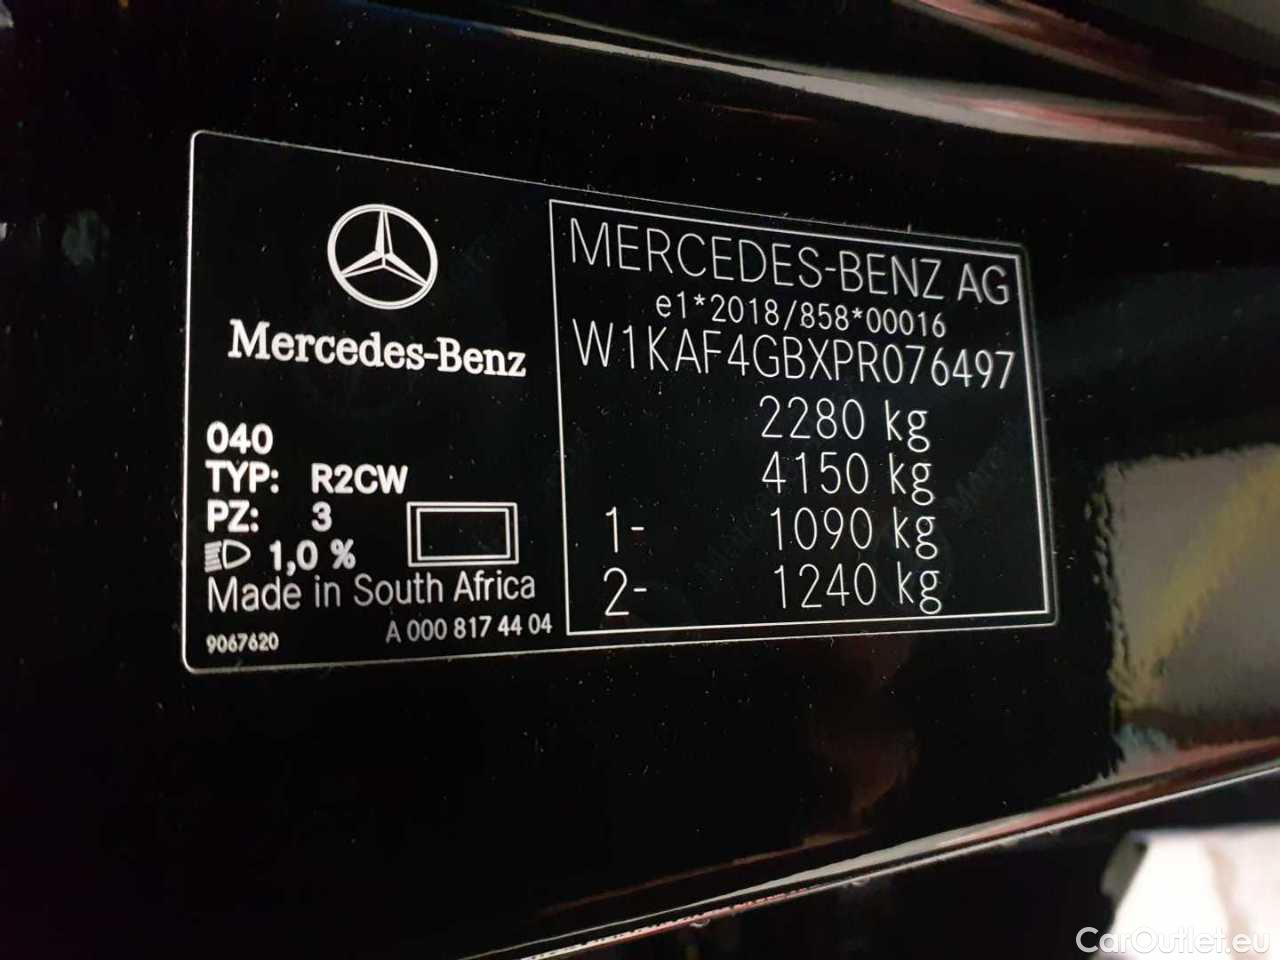 Mercedes-Benz
040
TYP: R2CW
PZ: 3
1,0 %
Made in South Africa
9067620 A 000 817 44 04
MERCEDES-BENZ AG
e1*2018/858*00016
W1KAF4GBXPR076497
2280 kg
4150 kg
1- 1090 kg
2- 1240 kg
CarOutlet.eu